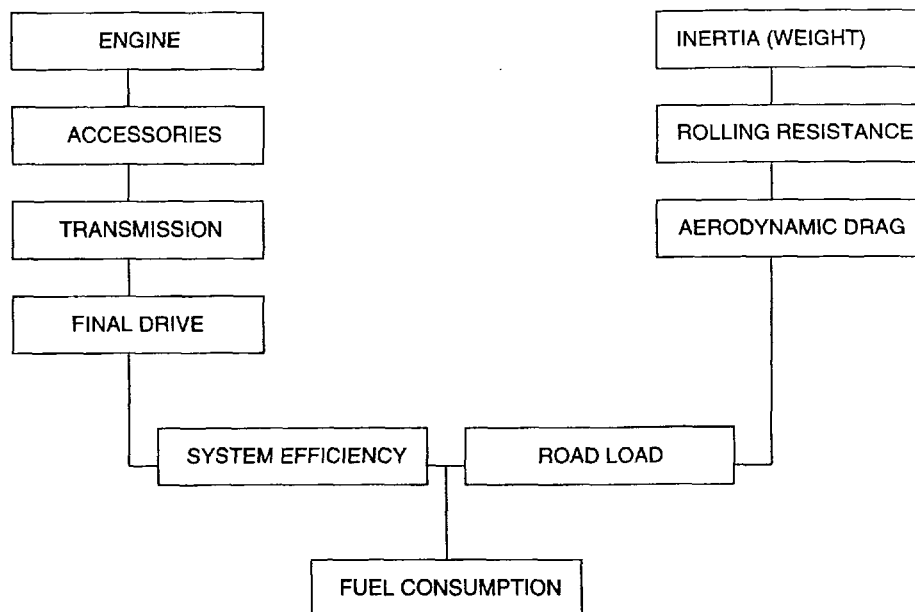 ENGINE
ACCESSORIES
TRANSMISSION
FINAL DRIVE
INERTIA (WEIGHT)
ROLLING RESISTANCE
AERODYNAMIC DRAG
SYSTEM EFFICIENCY
ROAD LOAD
FUEL CONSUMPTION